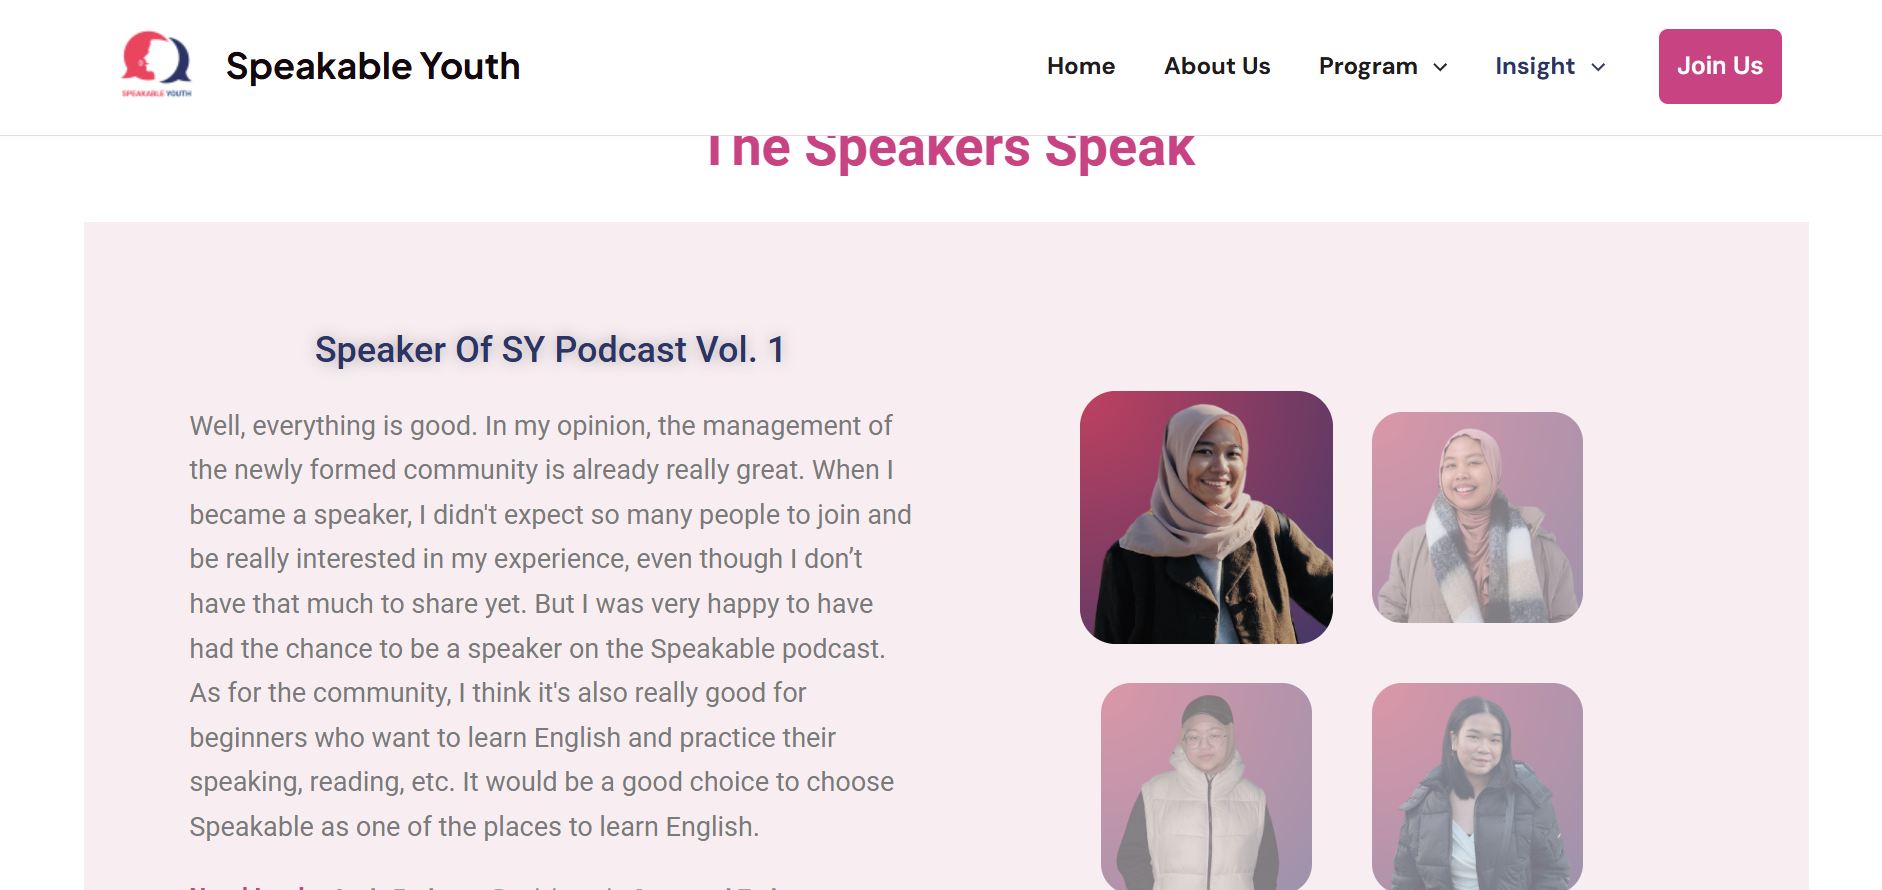 SPEAKABLE YOUTH
Speakable Youth
Home
About Us
Program
Insight
Join Us
The Speakers Speak
Speaker Of SY Podcast Vol. 1
Well, everything is good. In my opinion, the management of
the newly formed community is already really great. When I
became a speaker, I didn't expect so many people to join and
be really interested in my experience, even though I don’t
have that much to share yet. But I was very happy to have
had the chance to be a speaker on the Speakable podcast.
As for the community, I think it's also really good for
beginners who want to learn English and practice their
speaking, reading, etc. It would be a good choice to choose
Speakable as one of the places to learn English.